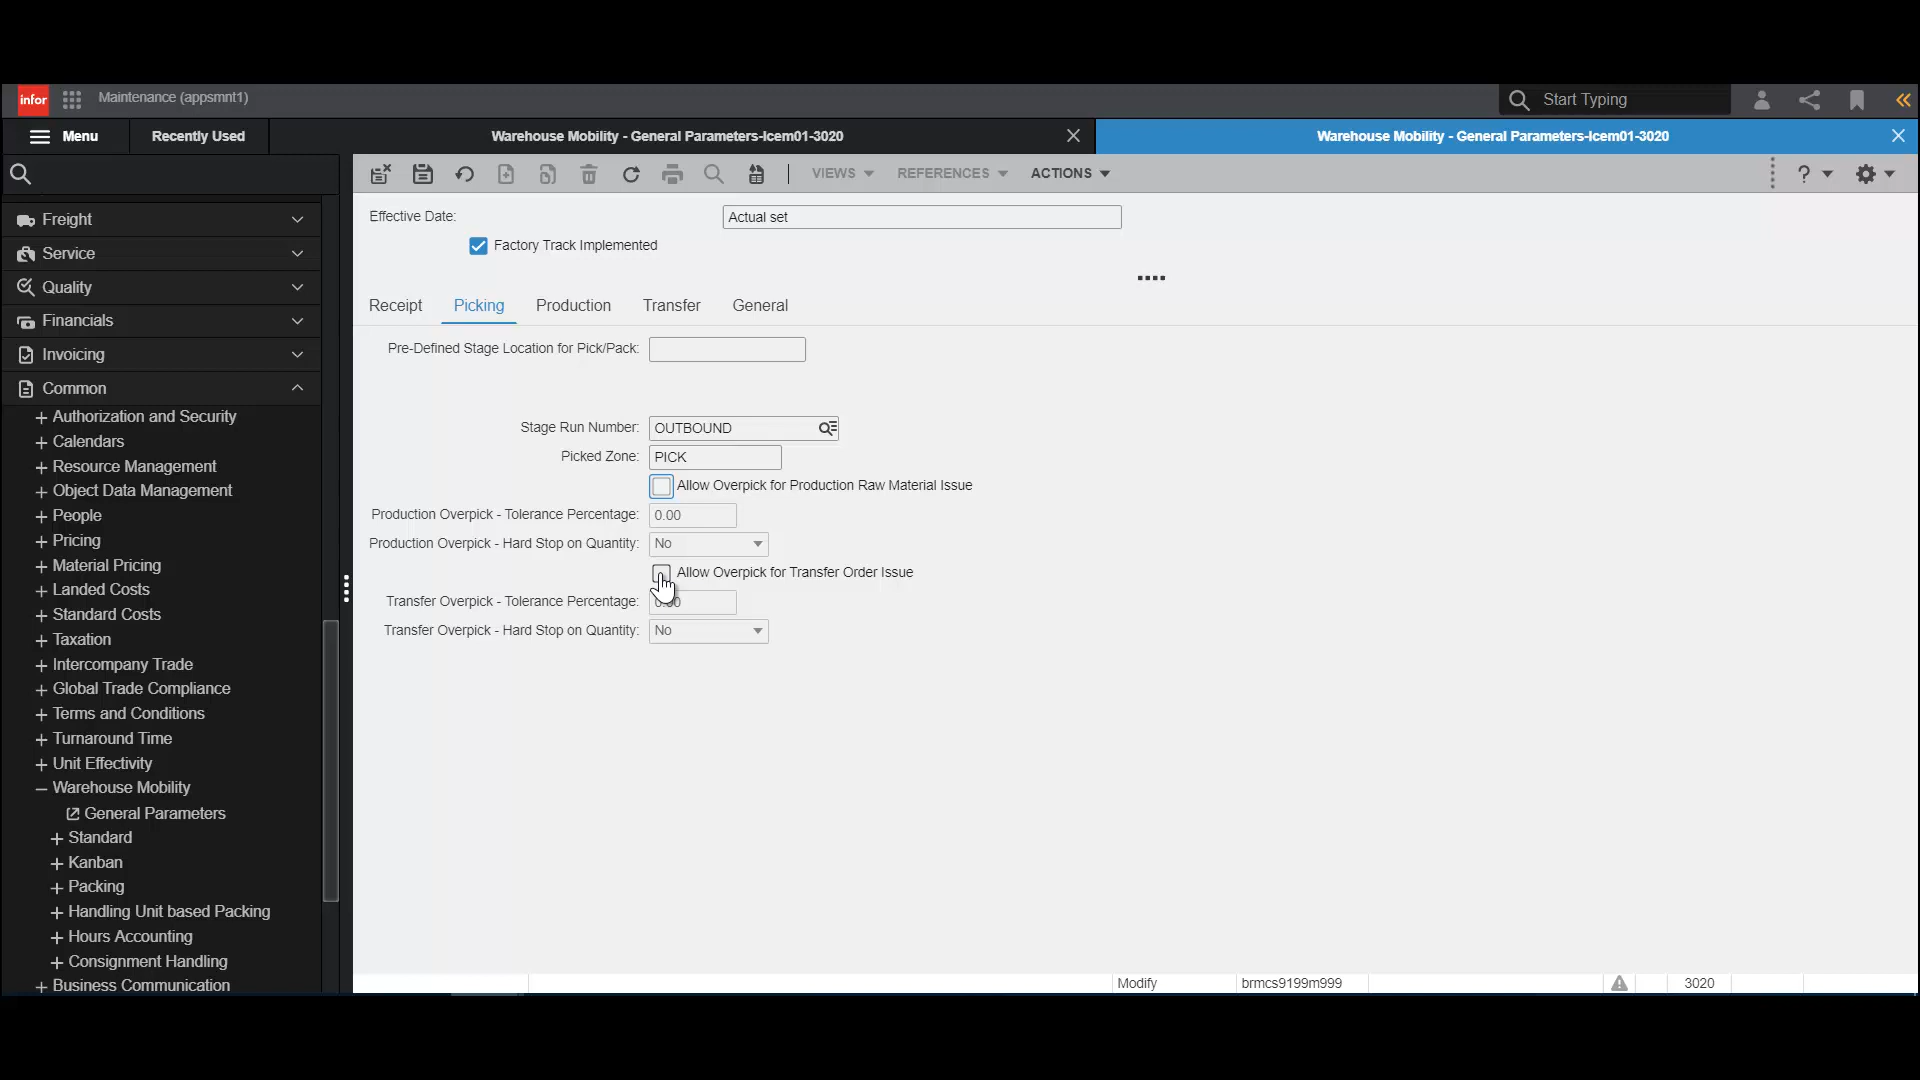 infor Maintenance (appsmnt1) Start Typing
Menu Recently Used Warehouse Mobility - General Parameters-lcem01-3020 Warehouse Mobility - General Parameters-lcem01-3020
VIEWS REFERENCES ACTIONS ?
Freight
Service
Quality
Financials
Invoicing
Common
Authorization and Security
Calendars
Resource Management
Object Data Management
People
Pricing
Material Pricing
Landed Costs
Standard Costs
Taxation
Intercompany Trade
Global Trade Compliance
Terms and Conditions
Turnaround Time
Unit Effectivity
Warehouse Mobility
General Parameters
Standard
Kanban
Packing
Handling Unit based Packing
Hours Accounting
Consignment Handling
Business Communication
Effective Date: Actual set
Factory Track Implemented
Receipt Picking Production Transfer General
Pre-Defined Stage Location for Pick/Pack:
Stage Run Number: OUTBOUND
Picked Zone: PICK
Allow Overpick for Production Raw Material Issue
Production Overpick - Tolerance Percentage: 0.00
Production Overpick - Hard Stop on Quantity: No
Allow Overpick for Transfer Order Issue
Transfer Overpick - Tolerance Percentage: 0.00
Transfer Overpick - Hard Stop on Quantity: No
Modify brmcs9199m999 3020